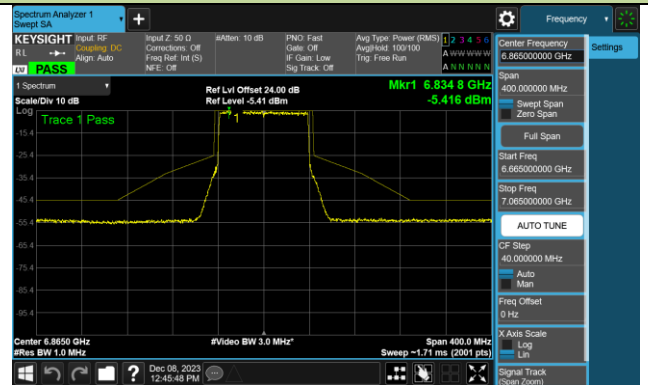 Spectrum Analyzer 1
Swept SA
Frequency
KEYSIGHT Input: RF
RL
Coupling: DC
Align: Auto
Input Z: 50 Ω
Corrections: Off
Freq Ref: Int (S)
NFE: Off
#Atten: 10 dB
PNO: Fast
Gate: Off
IF Gain: Low
Sig Track: Off
Avg Type: Power (RMS)
Avg|Hold: 100/100
Trig: Free Run
1 2 3 4 5 6
A W W W W W
A N N N N N
PASS
1 Spectrum
Scale/Div 10 dB
Ref Lvl Offset 24.00 dB
Ref Level -5.41 dBm
Mkr1 6.834 8 GHz
-5.416 dBm
Log
Trace 1 Pass
1
-15.4
-25.4
-35.4
-45.4
-55.4
-65.4
-75.4
-85.4
-95.4
Center 6.8650 GHz
#Res BW 1.0 MHz
#Video BW 3.0 MHz*
Span 400.0 MHz
Sweep ~1.71 ms (2001 pts)
Center Frequency
6.865000000 GHz
Settings
Span
400.000000 MHz
Swept Span
Zero Span
Full Span
Start Freq
6.665000000 GHz
Stop Freq
7.065000000 GHz
AUTO TUNE
CF Step
40.000000 MHz
Auto
Man
Freq Offset
0 Hz
X Axis Scale
Log
Lin
Signal Track
(Span Zoom)
?
Dec 08, 2023
12:45:48 PM